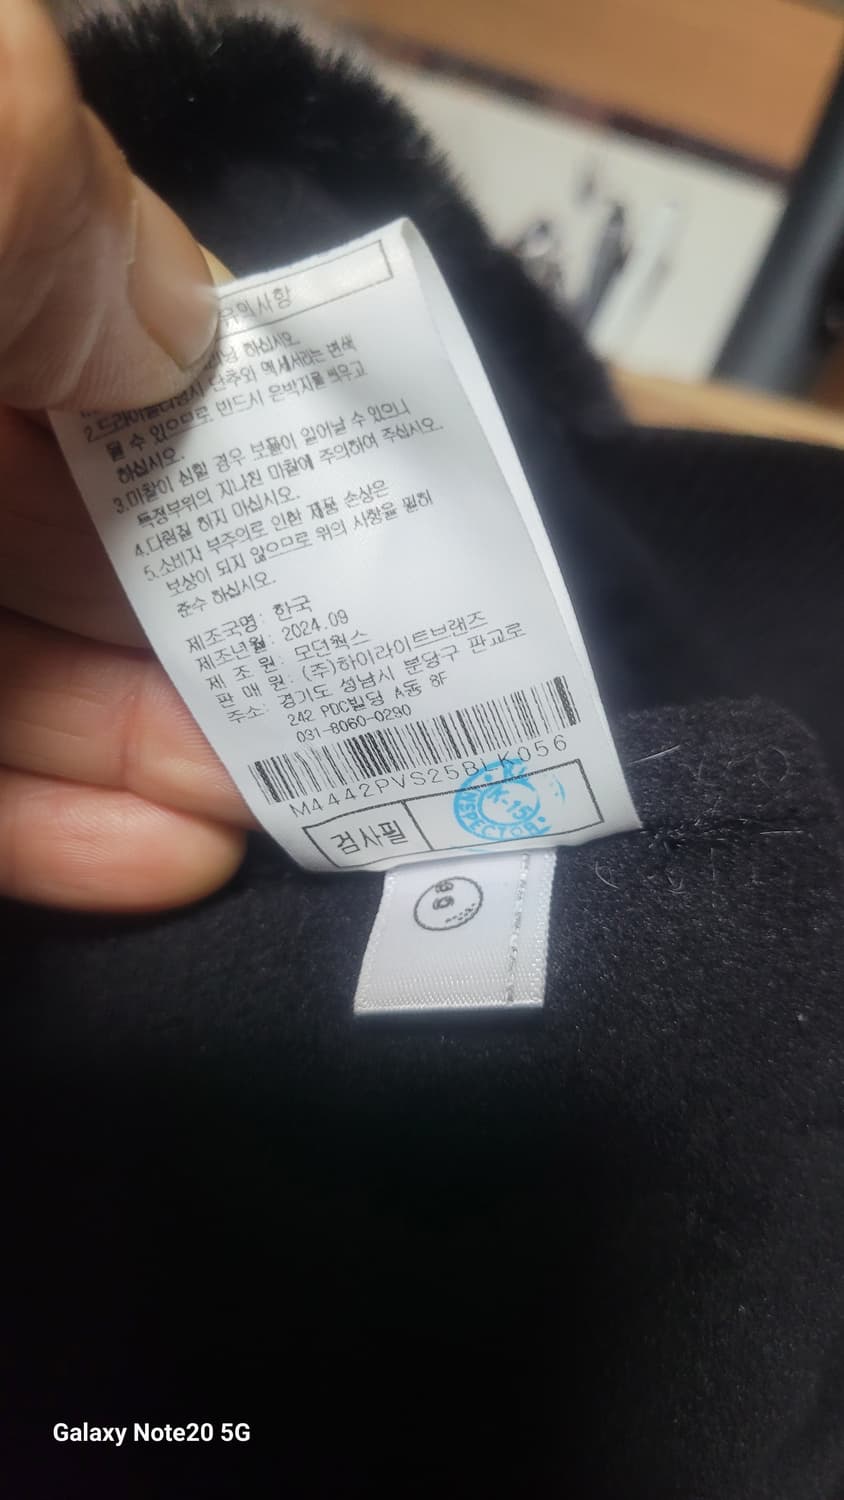 유의사항
하십시오.
단추와 액세서리는 변색
2.드라이클리닝시
될 수 있으므로 반드시 은박지를 씌우고
하십시오.
3.마찰이 심할 경우 보풀이 일어날 수 있으니
특정부위의 지나친 마찰에 주의하여 주십시오.
4.다림질 하지 마십시오.
5.소비자 부주의로 인한 제품 손상은
보상이 되지 않으므로 위의 사항을 필히
준수 하십시오.
제조국명: 한국
제조년월: 2024.09
제 조 원: 모던웍스
판 매 원: (주)하이라이트브랜즈
주소: 경기도 성남시 분당구 판교로
242 PDC빌딩 A동 8F
031-8060-0290
M4442PVS25BLK056
검사필
INSPECTOR
K-15
Galaxy Note20 5G